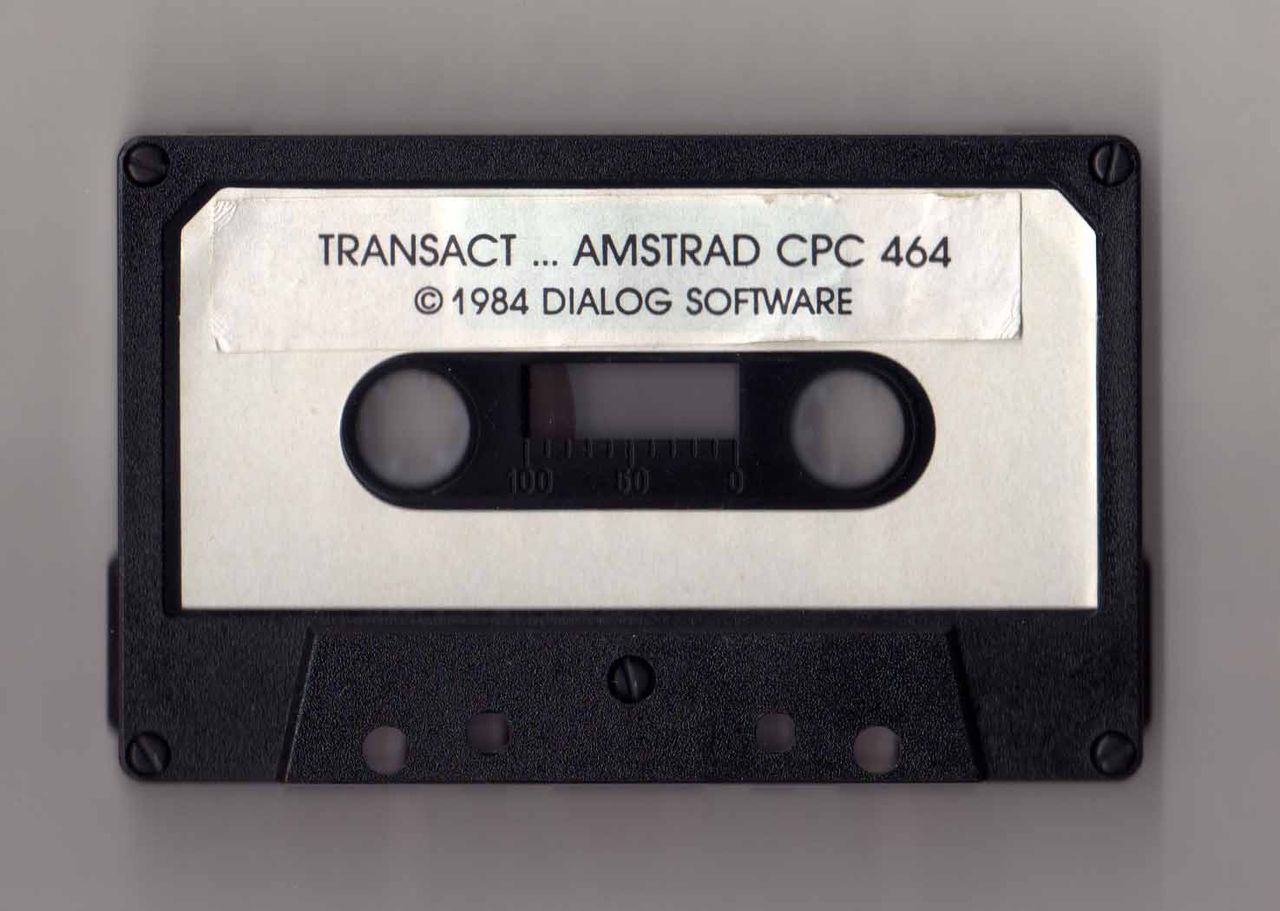 TRANSACT ... AMSTRAD CPC 464
© 1984 DIALOG SOFTWARE
100 50 0